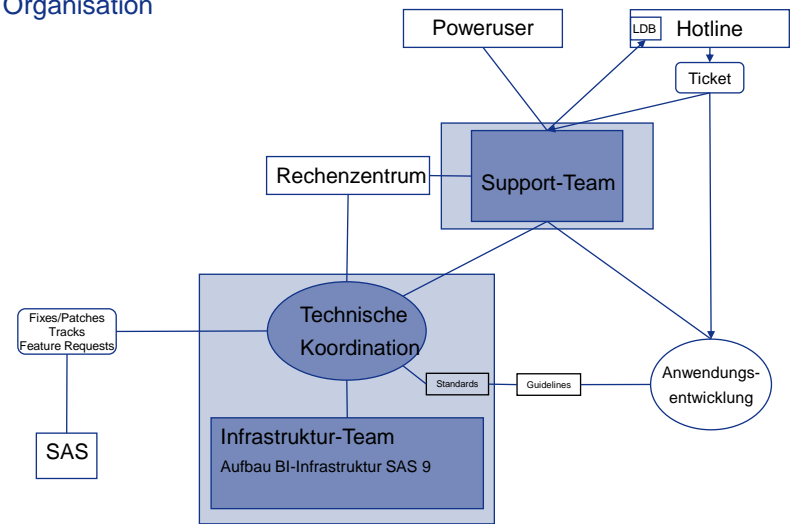 Organisation
Poweruser
LDB
Hotline
Ticket
Rechenzentrum
Support-Team
Fixes/Patches
Tracks
Feature Requests
Technische
Koordination
Standards
Guidelines
Anwendungs-
entwicklung
SAS
Infrastruktur-Team
Aufbau BI-Infrastruktur SAS 9